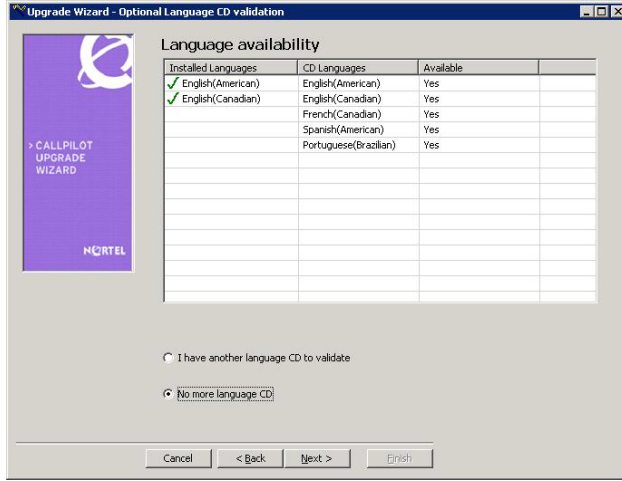 Upgrade Wizard - Optional Language CD validation
Language availability
Installed Languages CD Languages Available
English(American) English(American) Yes
English(Canadian) English(Canadian) Yes
French(Canadian) Yes
Spanish(American) Yes
Portuguese(Brazilian) Yes
> CALLPILOT
UPGRADE
WIZARD
NORTEL
I have another language CD to validate
No more language CD
Cancel < Back Next > Finish